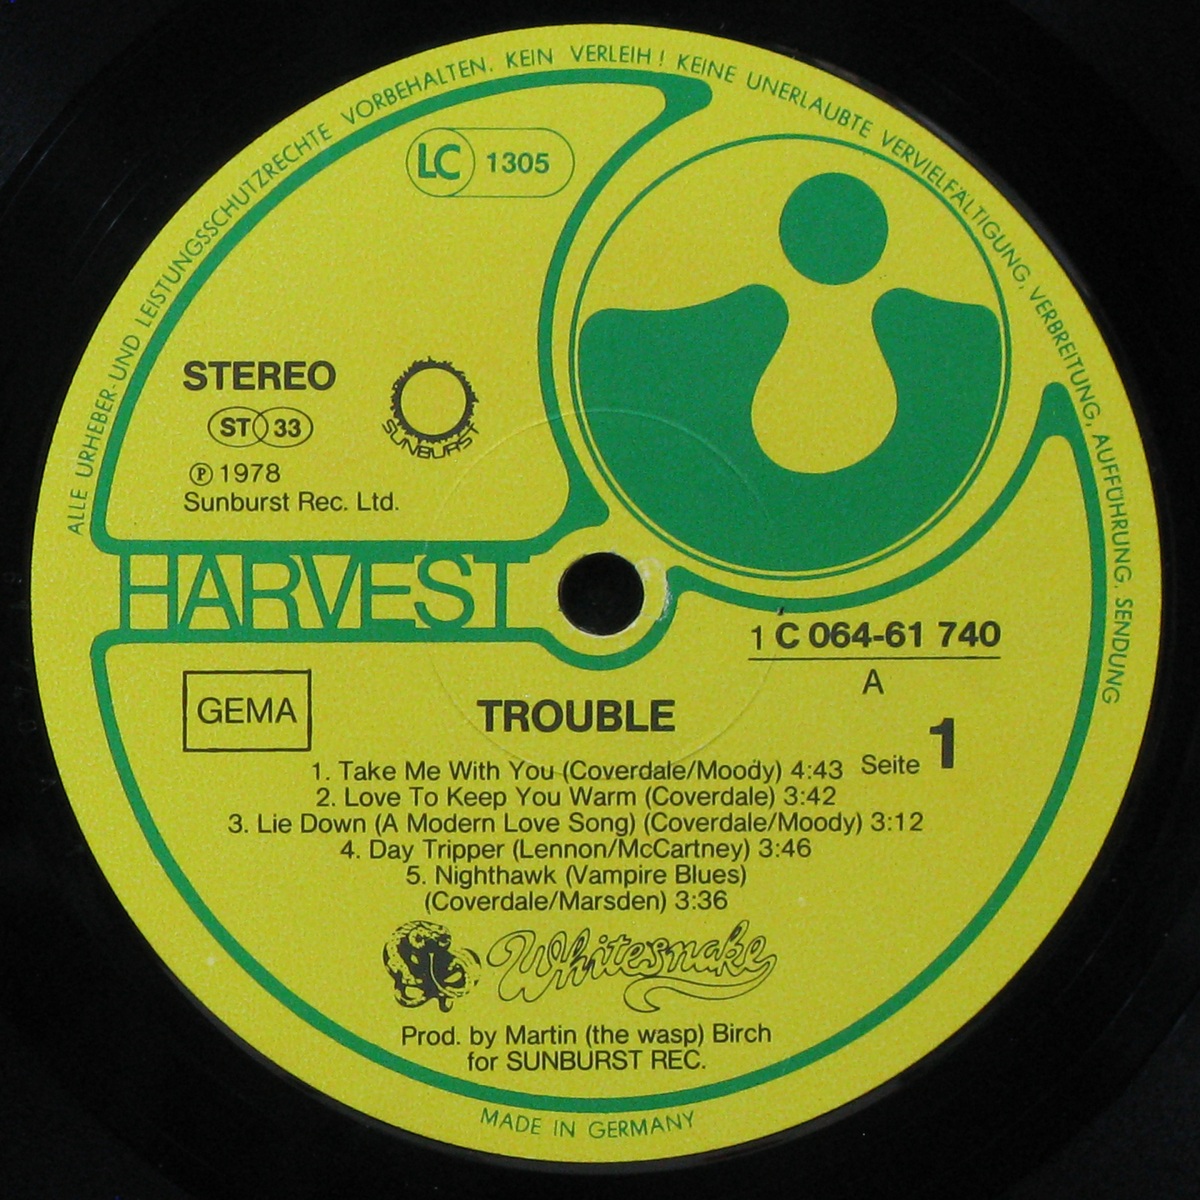 ALLE URHEBER- UND LEISTUNGSSCHUTZRECHTE VORBEHALTEN. KEIN VERLEIH! KEINE UNERLAUBTE VERVIELFÄLTIGUNG, VERBREITUNG, AUFFÜHRUNG, SENDUNG
LC 1305
STEREO
ST 33
SUNBURST
Ⓟ 1978
Sunburst Rec. Ltd.
HARVEST
1 C 064-61 740
A
GEMA
TROUBLE
Seite 1
1. Take Me With You (Coverdale/Moody) 4:43
2. Love To Keep You Warm (Coverdale) 3:42
3. Lie Down (A Modern Love Song) (Coverdale/Moody) 3:12
4. Day Tripper (Lennon/McCartney) 3:46
5. Nighthawk (Vampire Blues)
(Coverdale/Marsden) 3:36
Whitesnake
Prod. by Martin (the wasp) Birch
for SUNBURST REC.
MADE IN GERMANY